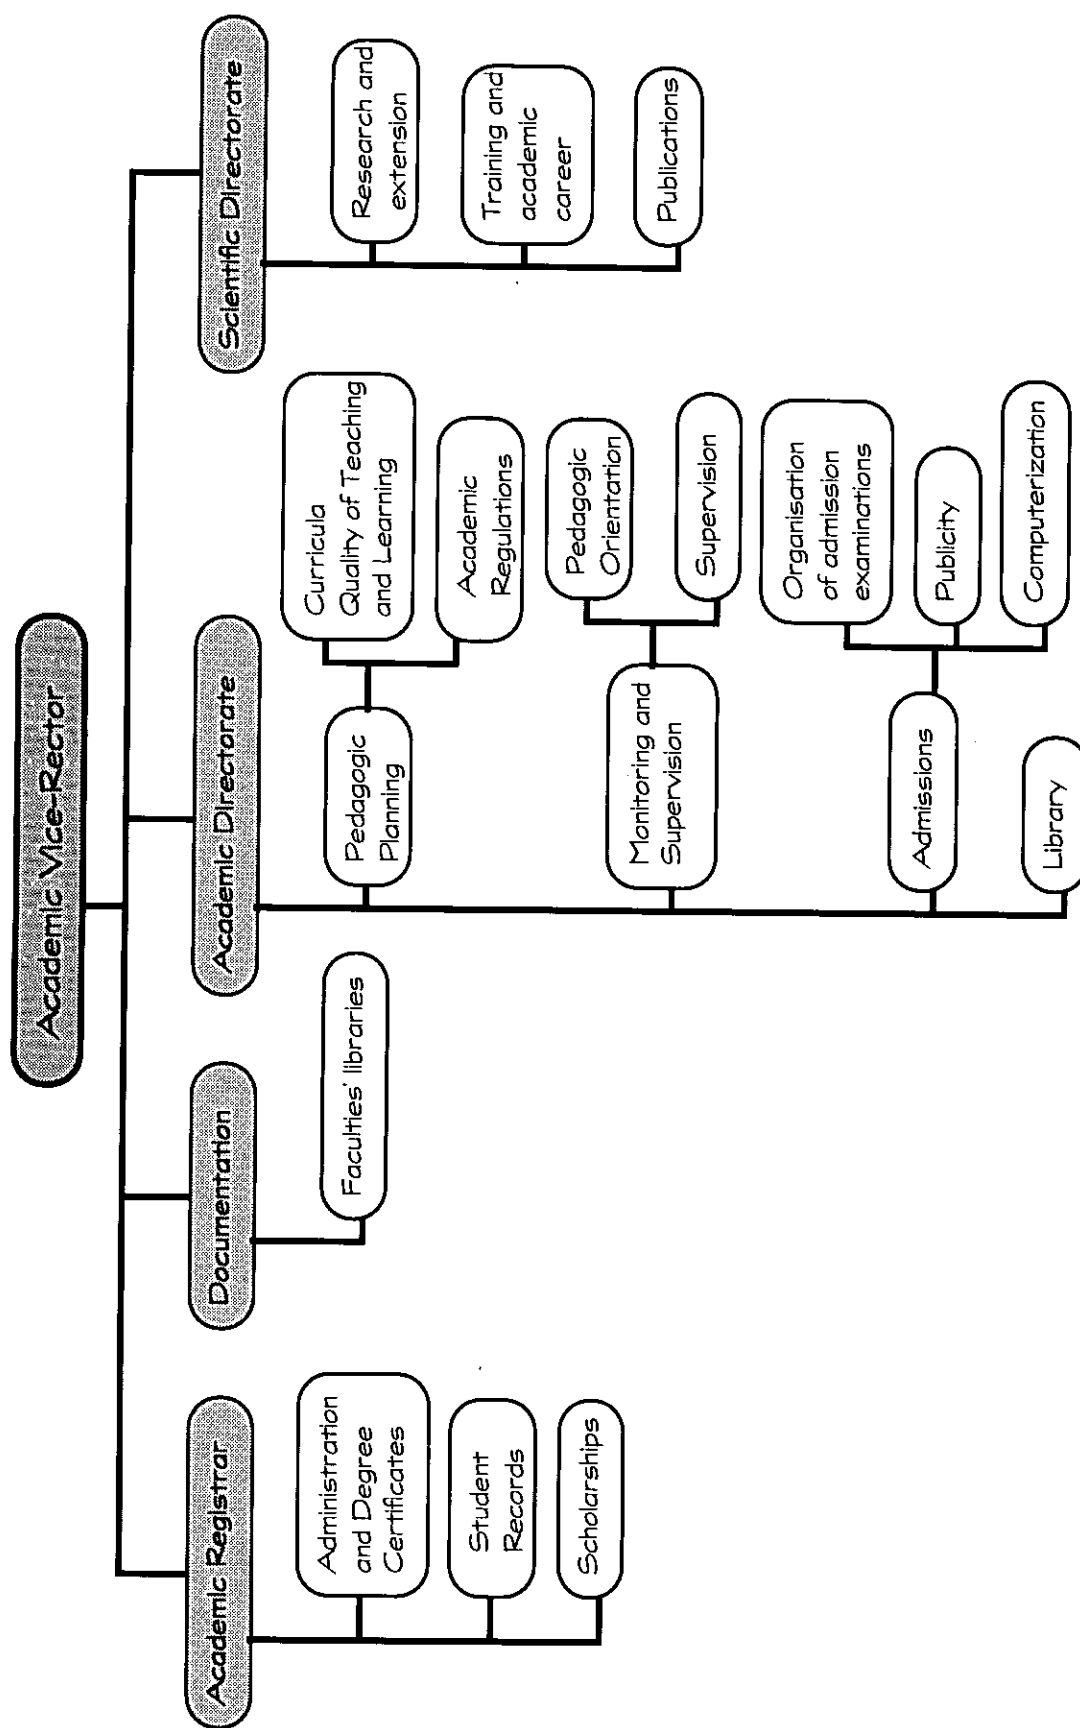 Academic Vice-Rector
Academic Registrar
Administration
and Degree
Certificates
Student
Records
Scholarships
Documentation
Faculties' libraries
Academic Directorate
Pedagogic
Planning
Curricula
Quality of Teaching
and Learning
Academic
Regulations
Monitoring and
Supervision
Pedagogic
Orientation
Supervision
Admissions
Organisation
of admission
examinations
Publicity
Computerization
Library
Scientific Directorate
Research and
extension
Training and
academic
career
Publications